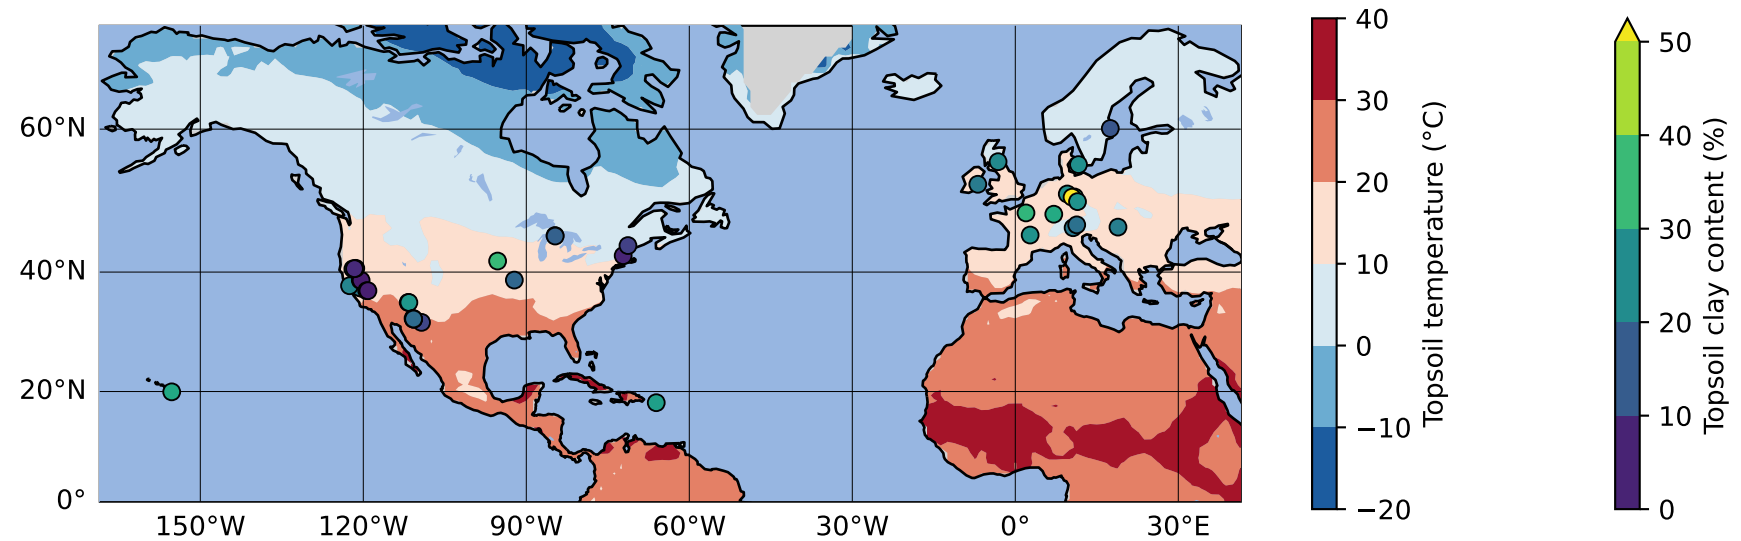 60°N
40°N
20°N
0°
150°W
120°W
90°W
60°W
30°W
0°
30°E
40
30
20
10
0
−10
−20
Topsoil temperature (°C)
50
40
30
20
10
0
Topsoil clay content (%)